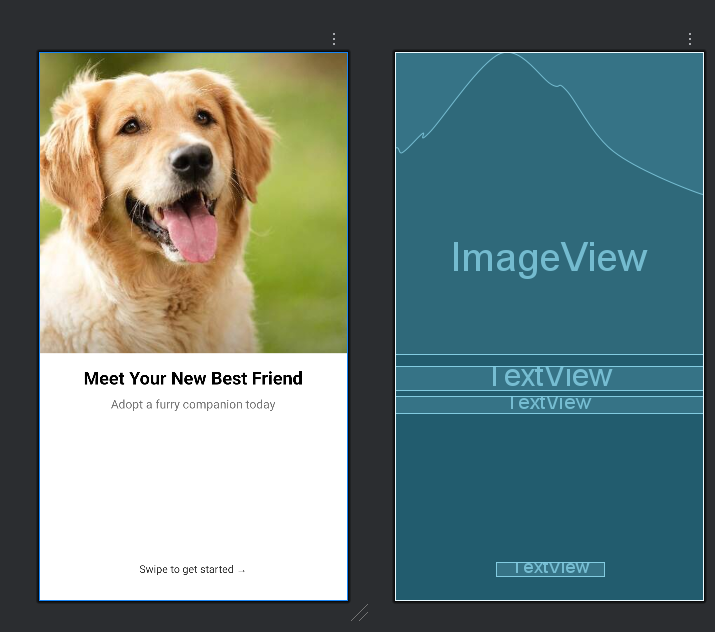 Meet Your New Best Friend
Adopt a furry companion today
Swipe to get started →
ImageView
TextView
TextView
TextView